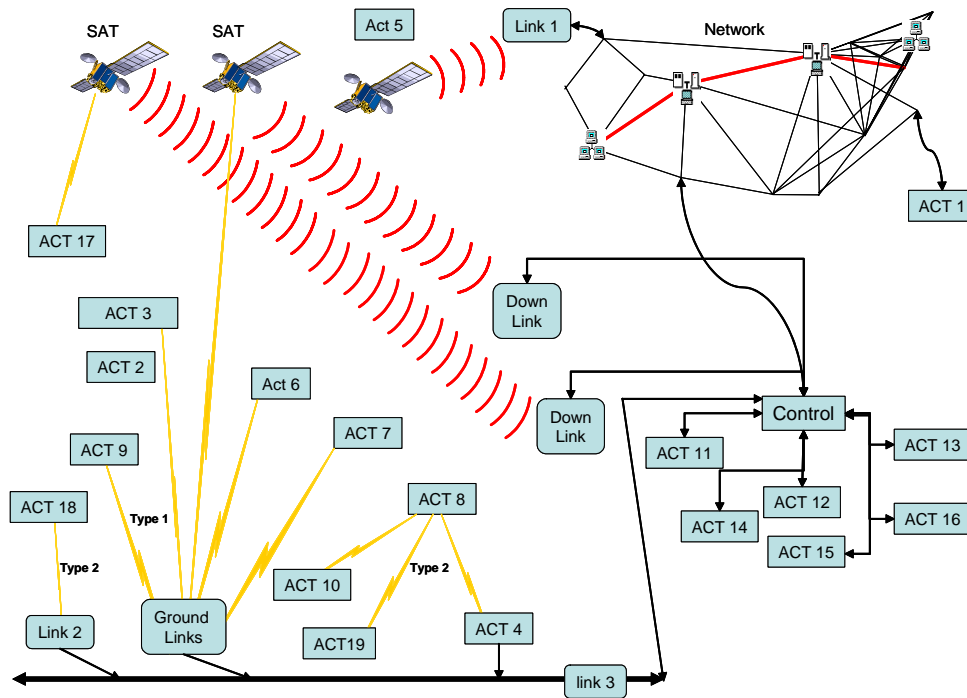 Act 5
Link 1
SAT
SAT
Network
ACT 1
ACT 17
Down
Link
ACT 3
ACT 2
Act 6
Down
Link
Control
ACT 9
ACT 7
ACT 11
ACT 13
ACT 18
ACT 8
ACT 12
Type 1
ACT 14
ACT 16
ACT 15
Type 2
Type 2
ACT 10
Ground
Links
Link 2
ACT19
ACT 4
link 3